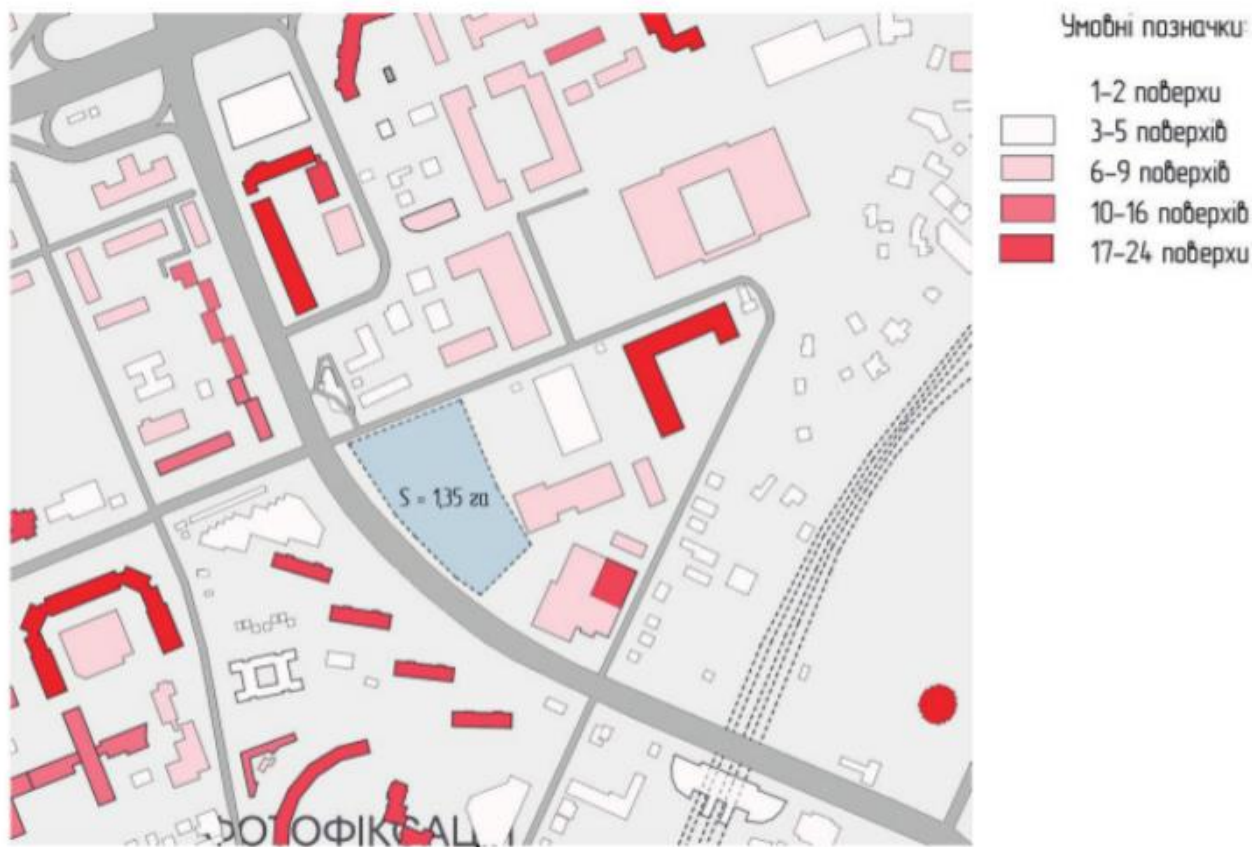 Умовні позначки:
1-2 поверхи
3-5 поверхів
6-9 поверхів
10-16 поверхів
17-24 поверхи
S = 1,35 га
ФОТОФІКСАЦІЯ